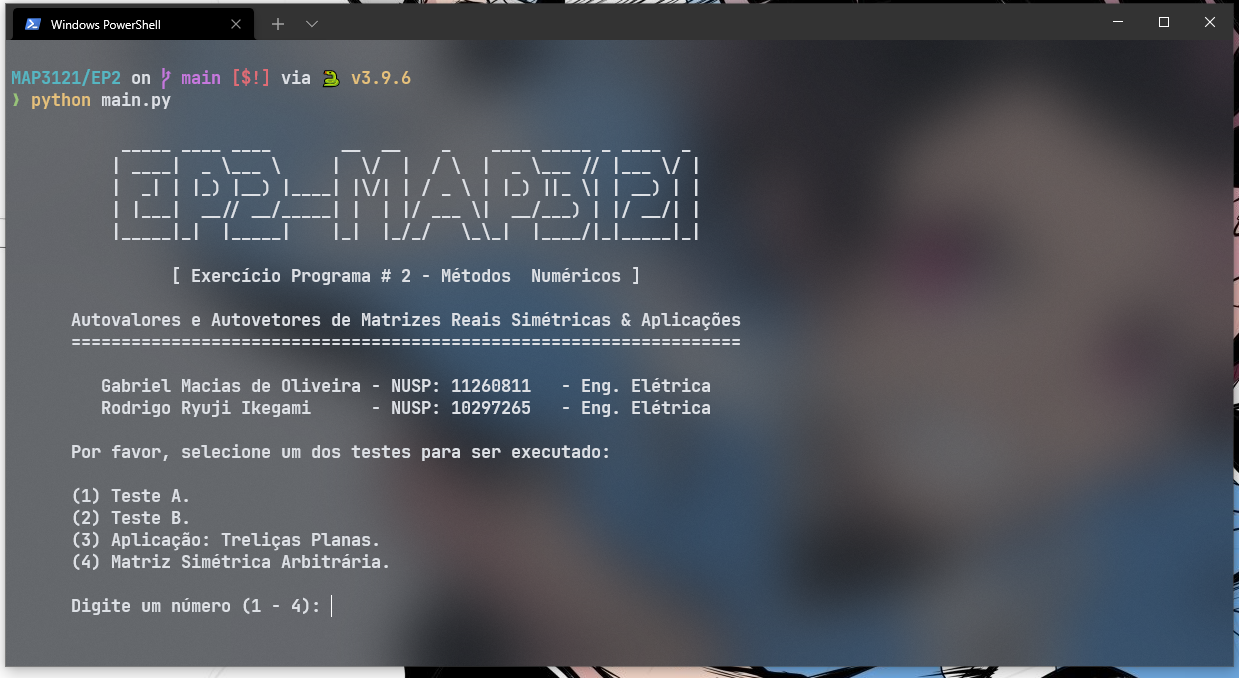 Windows PowerShell
MAP3121/EP2 on main [$!] via v3.9.6
❯ python main.py
EP2-MAP3121
[ Exercício Programa # 2 - Métodos  Numéricos ]
Autovalores e Autovetores de Matrizes Reais Simétricas & Aplicações
===================================================================
Gabriel Macias de Oliveira - NUSP: 11260811   - Eng. Elétrica
Rodrigo Ryuji Ikegami      - NUSP: 10297265   - Eng. Elétrica
Por favor, selecione um dos testes para ser executado:
(1) Teste A.
(2) Teste B.
(3) Aplicação: Treliças Planas.
(4) Matriz Simétrica Arbitrária.
Digite um número (1 - 4):